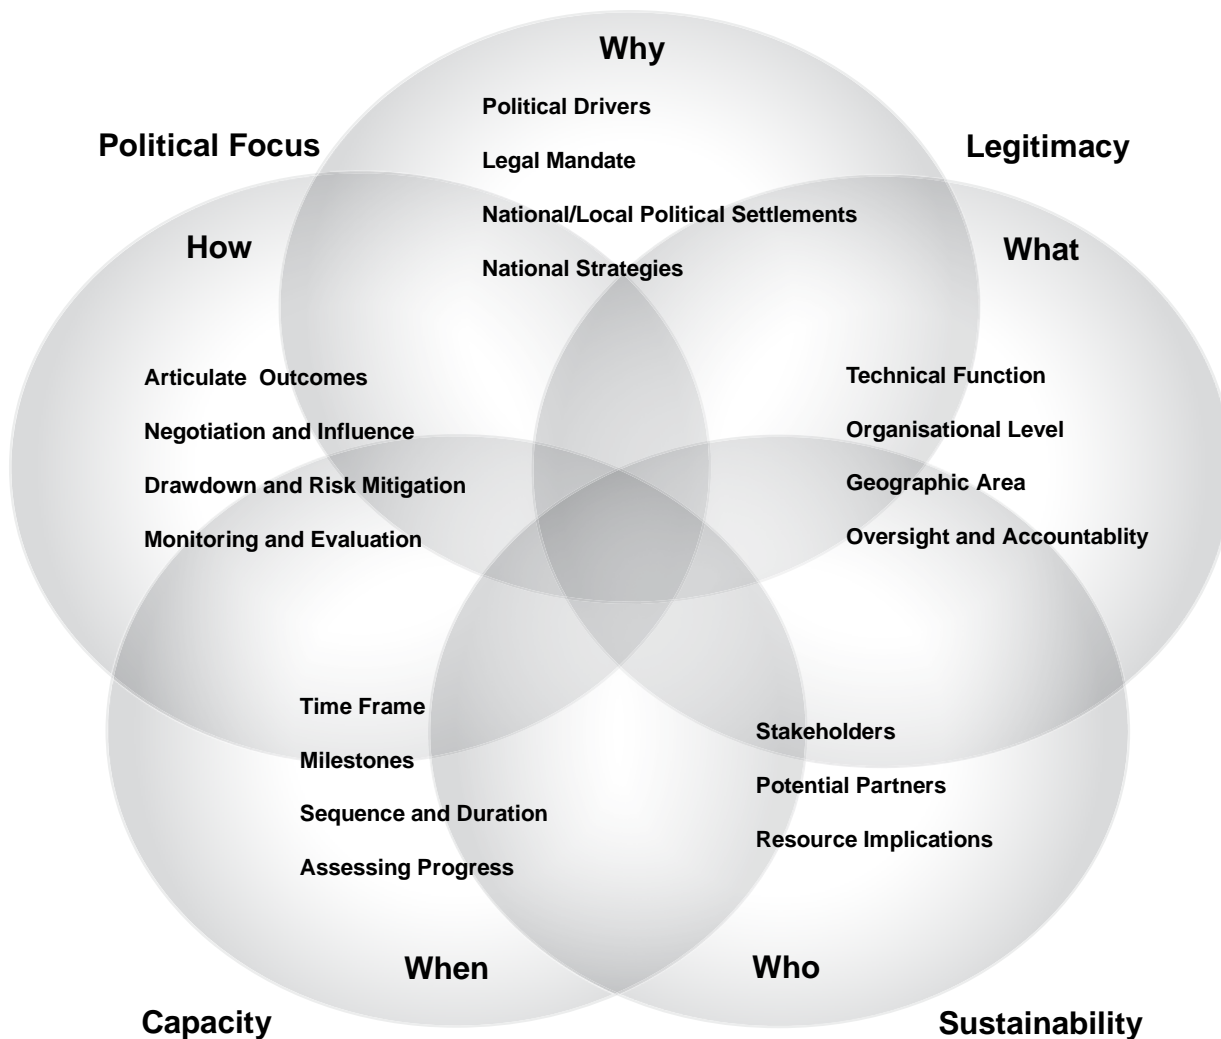 Why
Political Drivers
Political Focus
Legitimacy
Legal Mandate
National/Local Political Settlements
How
What
National Strategies
Articulate  Outcomes
Negotiation and Influence
Drawdown and Risk Mitigation
Monitoring and Evaluation
Technical Function
Organisational Level
Geographic Area
Oversight and Accountablity
Time Frame
Milestones
Sequence and Duration
Assessing Progress
Stakeholders
Potential Partners
Resource Implications
When
Who
Capacity
Sustainability